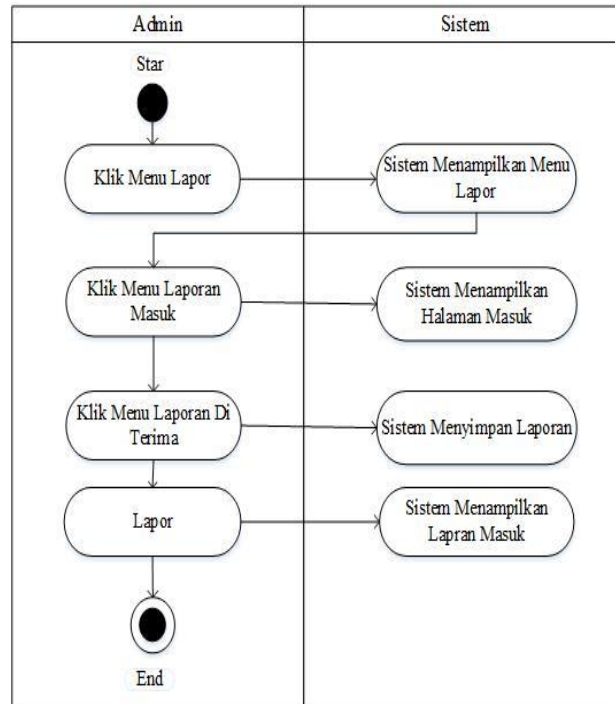 Admin
Sistem
Star
Klik Menu Lapor
Sistem Menampilkan Menu
Lapor
Klik Menu Laporan
Masuk
Sistem Menampilkan
Halaman Masuk
Klik Menu Laporan Di
Terima
Sistem Menyimpan Laporan
Lapor
Sistem Menampilkan
Lapran Masuk
End